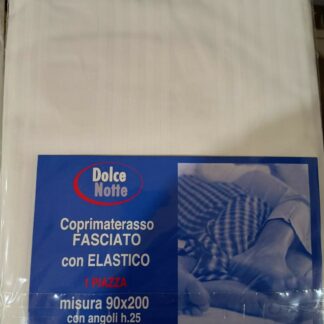 Dolce
Notte
Coprimaterasso
FASCIATO
con ELASTICO
1 PIAZZA
misura 90x200
con angoli h.25